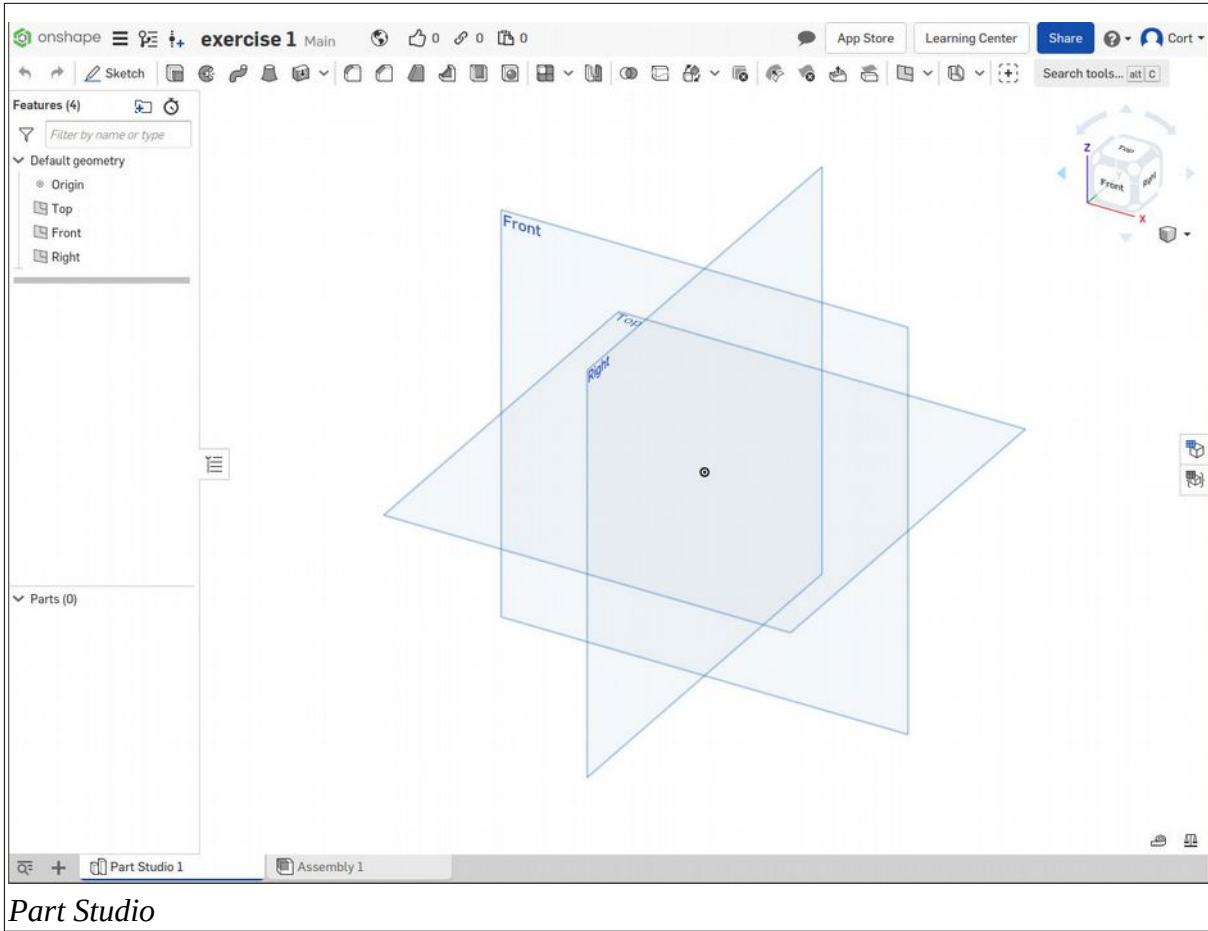 onshape exercise 1 Main 0 0 0 App Store Learning Center Share Cort
Sketch Search tools... alt C
Features (4)
Filter by name or type
Default geometry
Origin
Top
Front
Right
Front
Top
Right
Z
Top
Front
Right
Y
X
Parts (0)
Part Studio 1 Assembly 1
Part Studio